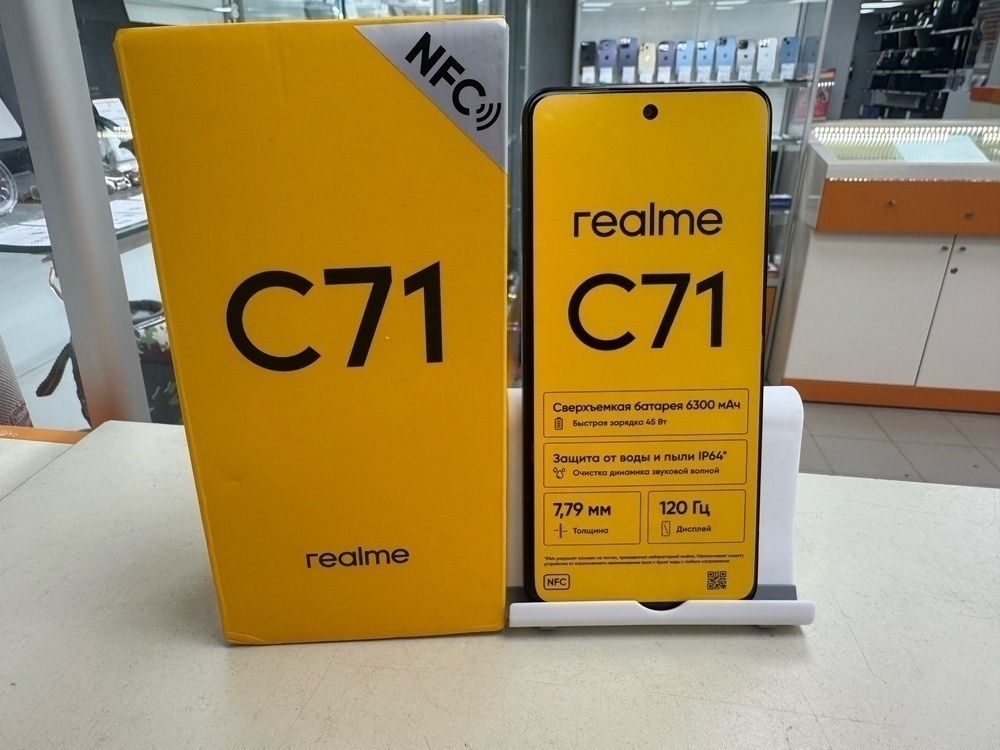 NFC
C71
realme
realme
C71
Сверхъемкая батарея 6300 мАч
Быстрая зарядка 45 Вт
Защита от воды и пыли IP64*
Очистка динамика звуковой волной
7,79 мм
Толщина
120 Гц
Дисплей
NFC